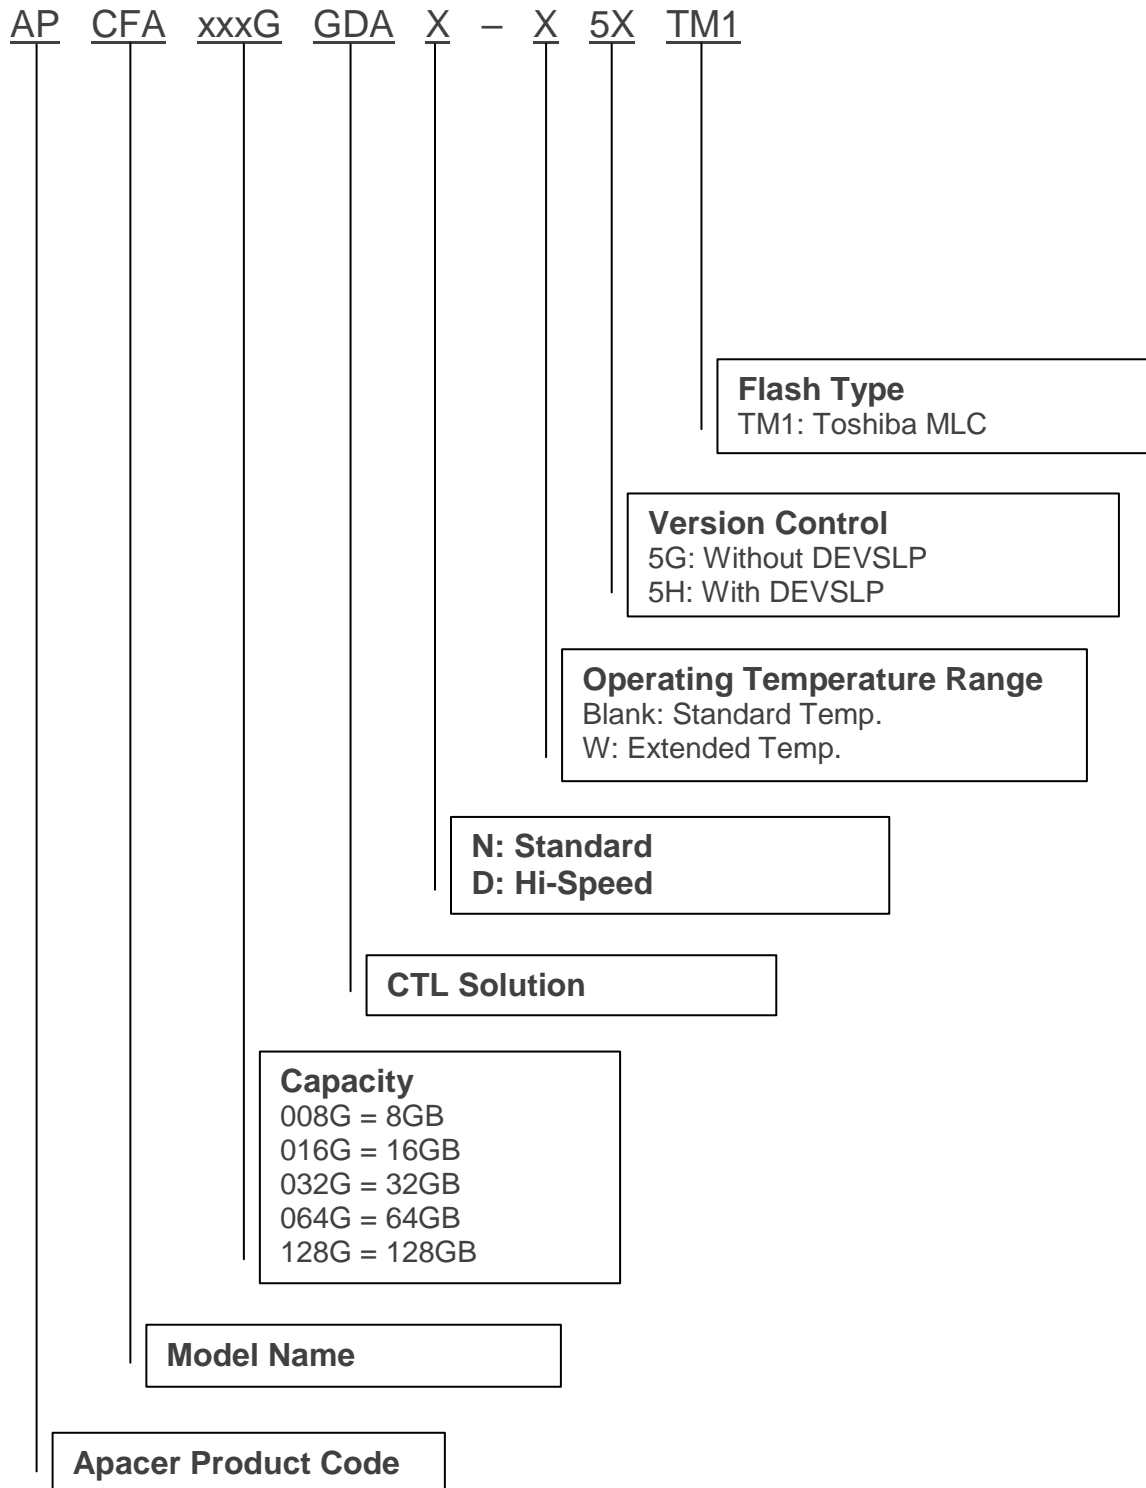 AP CFA xxxG GDA X – X 5X TM1
Flash Type
TM1: Toshiba MLC
Version Control
5G: Without DEVSLP
5H: With DEVSLP
Operating Temperature Range
Blank: Standard Temp.
W: Extended Temp.
N: Standard
D: Hi-Speed
CTL Solution
Capacity
008G = 8GB
016G = 16GB
032G = 32GB
064G = 64GB
128G = 128GB
Model Name
Apacer Product Code